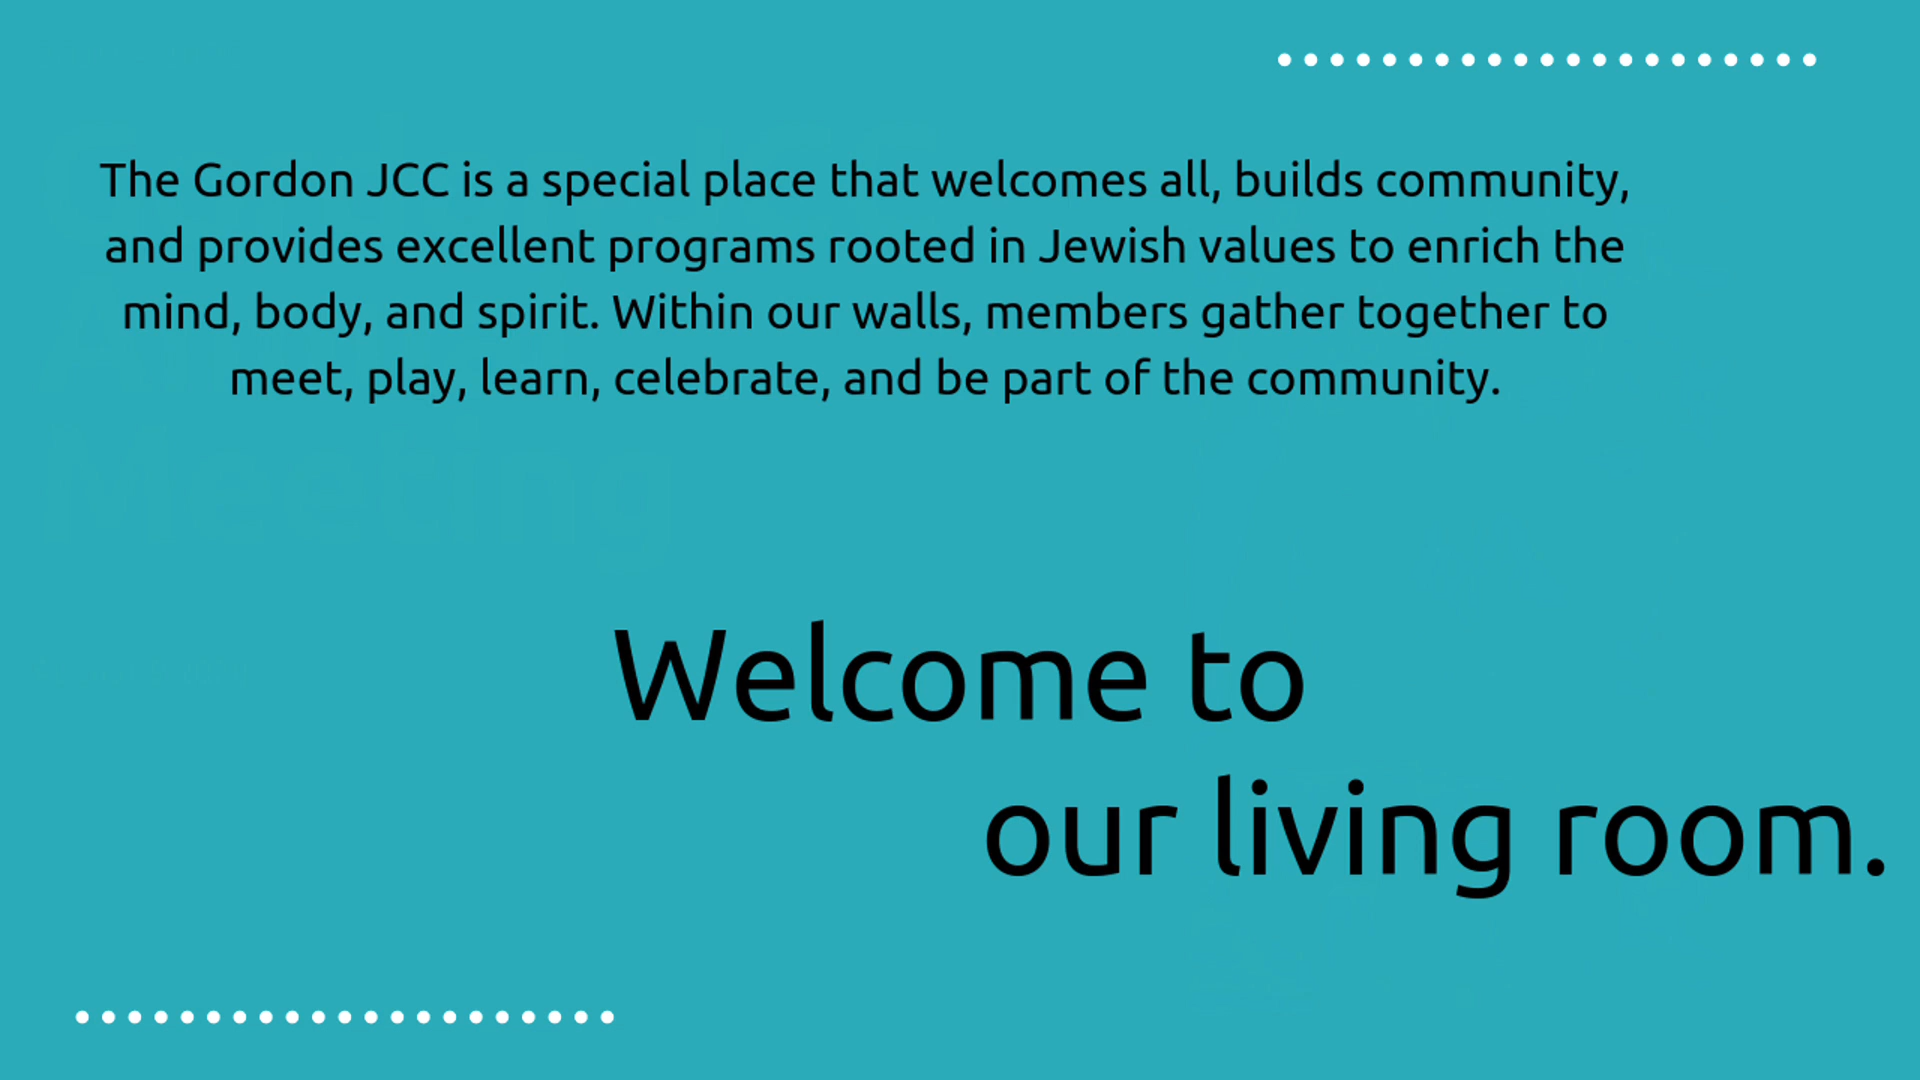 The Gordon JCC is a special place that welcomes all, builds community,
and provides excellent programs rooted in Jewish values to enrich the
mind, body, and spirit. Within our walls, members gather together to
meet, play, learn, celebrate, and be part of the community.
Meeting
Welcome to
our living room.